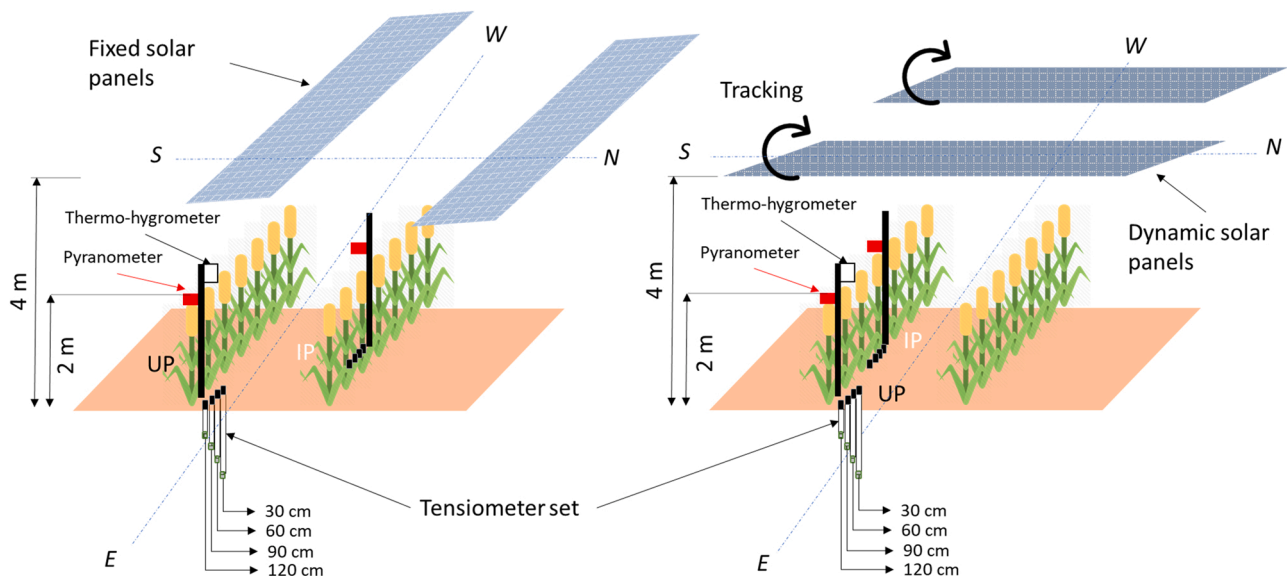 Fixed solar
panels
W
S
N
Thermo-hygrometer
Pyranometer
4 m
2 m
UP
IP
E
30 cm
60 cm
90 cm
120 cm
Tensiometer set
Tracking
W
S
N
Thermo-hygrometer
Pyranometer
Dynamic solar
panels
4 m
2 m
IP
UP
E
30 cm
60 cm
90 cm
120 cm